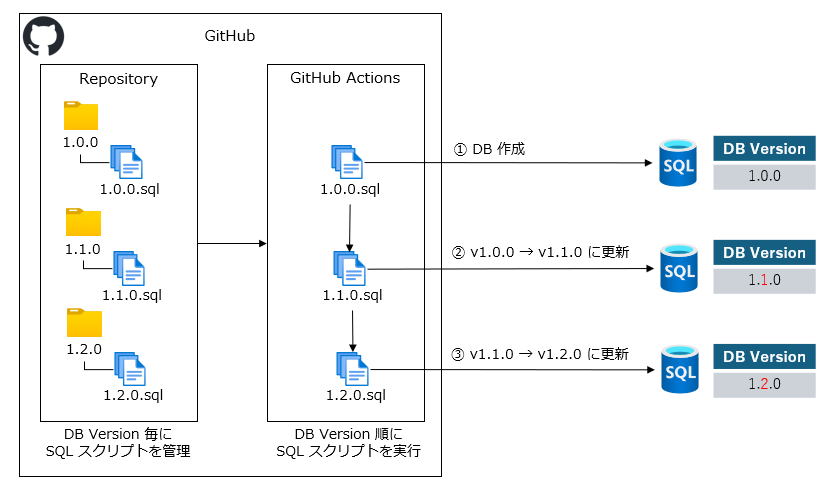 GitHub
Repository
1.0.0
1.0.0.sql
1.1.0
1.1.0.sql
1.2.0
1.2.0.sql
DB Version 毎に
SQL スクリプトを管理
GitHub Actions
1.0.0.sql
1.1.0.sql
1.2.0.sql
DB Version 順に
SQL スクリプトを実行
① DB 作成
SQL
DB Version
1.0.0
② v1.0.0 → v1.1.0 に更新
SQL
DB Version
1.1.0
③ v1.1.0 → v1.2.0 に更新
SQL
DB Version
1.2.0